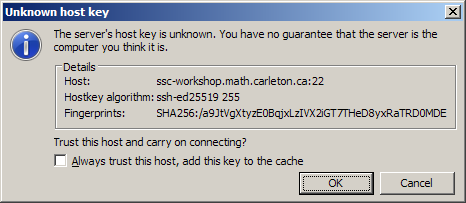 Unknown host key
The server's host key is unknown. You have no guarantee that the server is the
computer you think it is.
Details
Host: ssc-workshop.math.carleton.ca:22
Hostkey algorithm: ssh-ed25519 255
Fingerprints: SHA256:/a9JtVgXtyzE0BqjxLzIVX2iGT7THeD8yxRaTRD0MDE
Trust this host and carry on connecting?
Always trust this host, add this key to the cache
OK Cancel